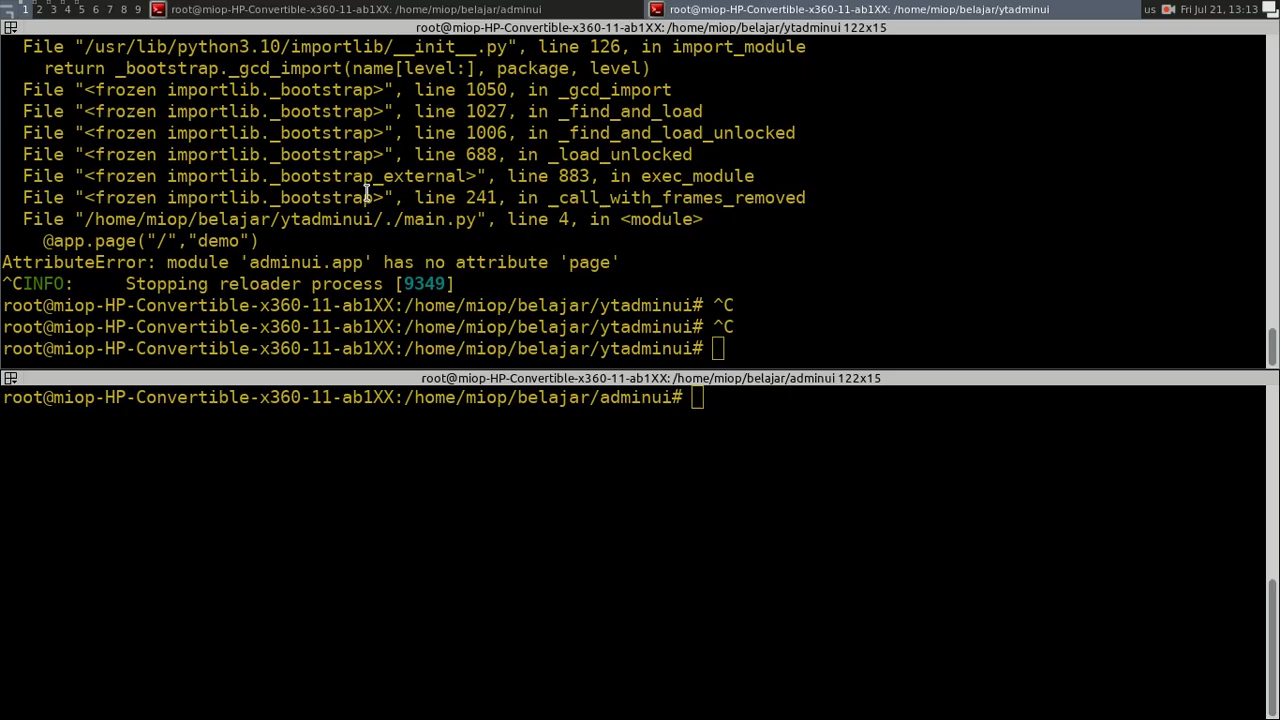 1 2 3 4 5 6 7 8 9 root@miop-HP-Convertible-x360-11-ab1XX: /home/miop/belajar/adminui root@miop-HP-Convertible-x360-11-ab1XX: /home/miop/belajar/ytadminui us Fri Jul 21, 13:13
root@miop-HP-Convertible-x360-11-ab1XX: /home/miop/belajar/ytadminui 122x15
File "/usr/lib/python3.10/importlib/__init__.py", line 126, in import_module
return _bootstrap._gcd_import(name[level:], package, level)
File "<frozen importlib._bootstrap>", line 1050, in _gcd_import
File "<frozen importlib._bootstrap>", line 1027, in _find_and_load
File "<frozen importlib._bootstrap>", line 1006, in _find_and_load_unlocked
File "<frozen importlib._bootstrap>", line 688, in _load_unlocked
File "<frozen importlib._bootstrap_external>", line 883, in exec_module
File "<frozen importlib._bootstrap>", line 241, in _call_with_frames_removed
File "/home/miop/belajar/ytadminui/./main.py", line 4, in <module>
@app.page("/","demo")
AttributeError: module 'adminui.app' has no attribute 'page'
^CINFO: Stopping reloader process [9349]
root@miop-HP-Convertible-x360-11-ab1XX:/home/miop/belajar/ytadminui# ^C
root@miop-HP-Convertible-x360-11-ab1XX:/home/miop/belajar/ytadminui# ^C
root@miop-HP-Convertible-x360-11-ab1XX:/home/miop/belajar/ytadminui#
root@miop-HP-Convertible-x360-11-ab1XX: /home/miop/belajar/adminui 122x15
root@miop-HP-Convertible-x360-11-ab1XX:/home/miop/belajar/adminui#